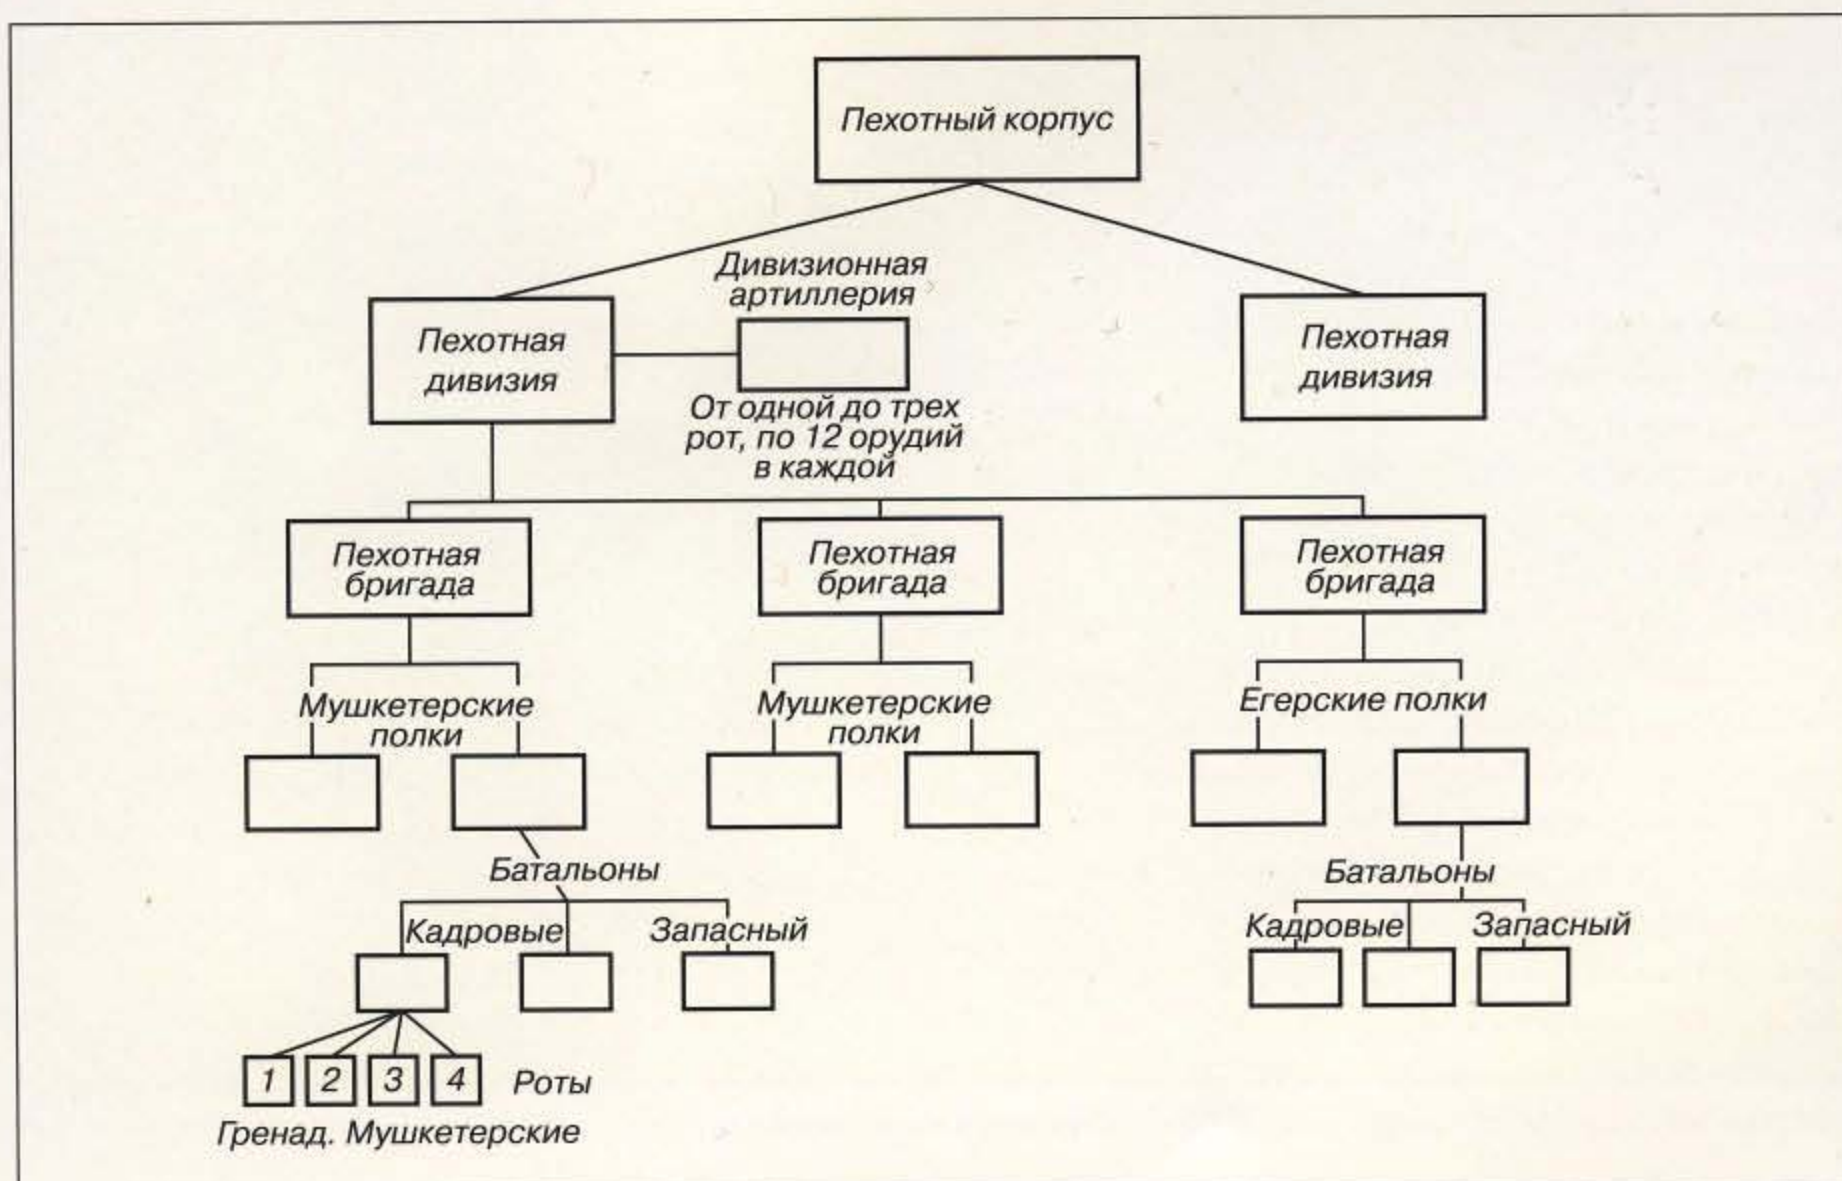 Пехотный корпус
Дивизионная
артиллерия
Пехотная
дивизия
От одной до трех
рот, по 12 орудий
в каждой
Пехотная
дивизия
Пехотная
бригада
Пехотная
бригада
Пехотная
бригада
Мушкетерские
полки
Мушкетерские
полки
Егерские полки
Батальоны
Кадровые
Запасный
Батальоны
Кадровые
Запасный
1 2 3 4 Роты
Гренад. Мушкетерские